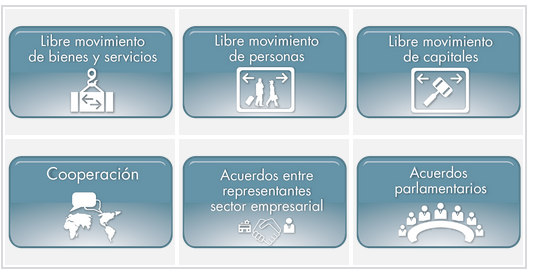 Libre movimiento
de bienes y servicios
Libre movimiento
de personas
Libre movimiento
de capitales
Cooperación
Acuerdos entre
representantes
sector empresarial
Acuerdos
parlamentarios